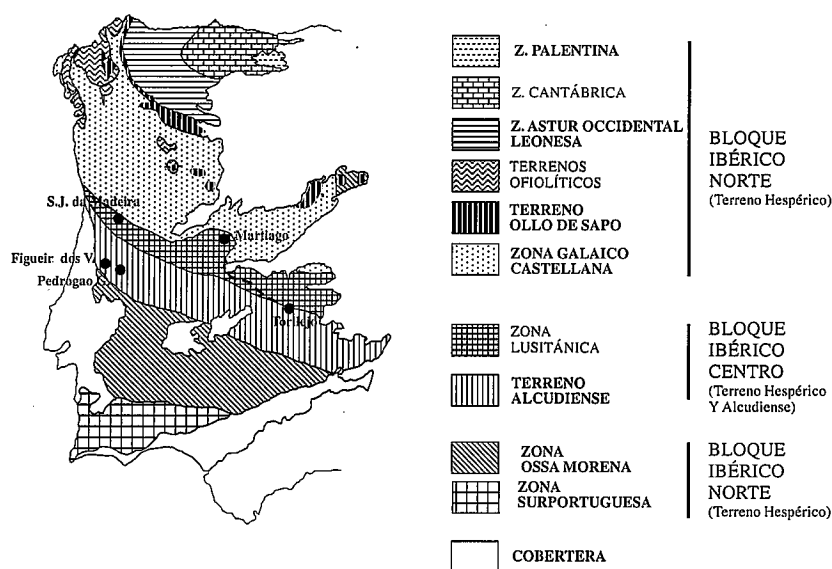 S.J. da Madeira
Martiago
Figueir. dos V.
Pedrogao
Z. PALENTINA
Z. CANTÁBRICA
Z. ASTUR OCCIDENTAL
LEONESA
TERRENOS
OFIOLÍTICOS
TERRENO
OLLO DE SAPO
ZONA GALAICO
CASTELLANA
BLOQUE
IBÉRICO
NORTE
(Terreno Hespérico)
ZONA
LUSITÁNICA
TERRENO
ALCUDIENSE
BLOQUE
IBÉRICO
CENTRO
(Terreno Hespérico
Y Alcudiense)
ZONA
OSSA MORENA
ZONA
SURPORTUGUESA
BLOQUE
IBÉRICO
NORTE
(Terreno Hespérico)
COBERTERA